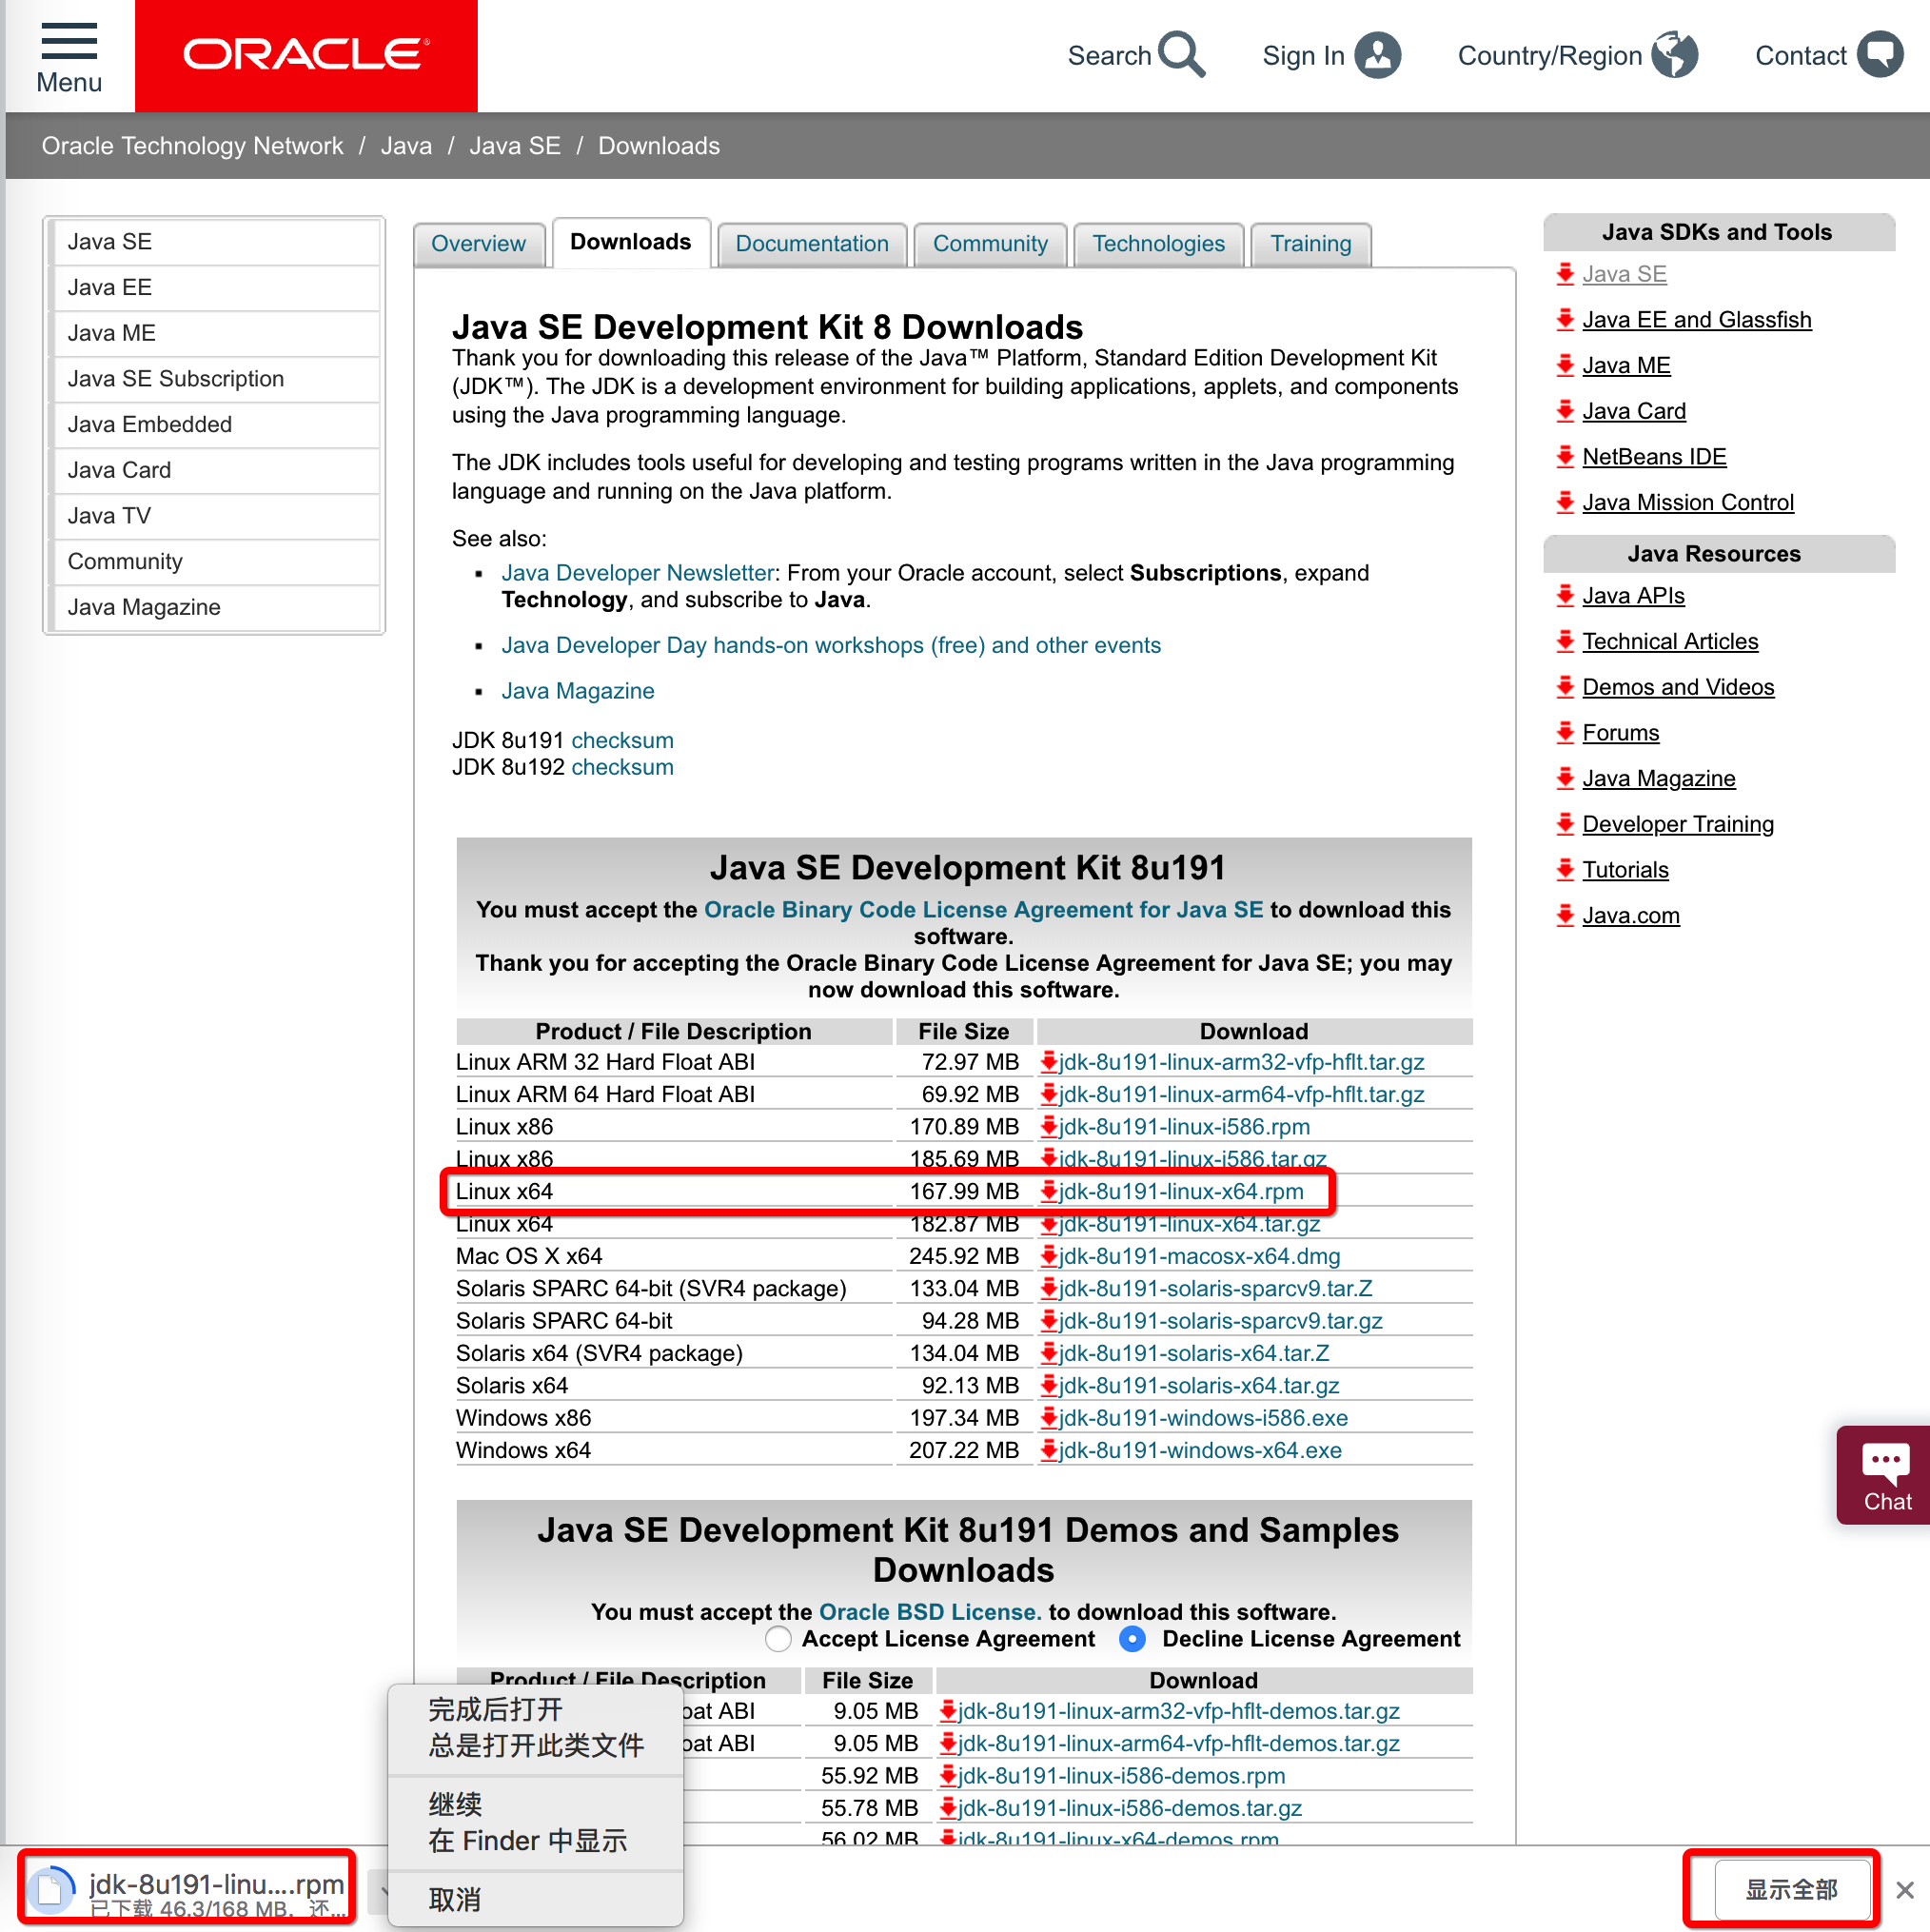 Menu
ORACLE®
Search
Sign In
Country/Region
Contact
Oracle Technology Network / Java / Java SE / Downloads
Java SE
Java EE
Java ME
Java SE Subscription
Java Embedded
Java Card
Java TV
Community
Java Magazine
Overview
Downloads
Documentation
Community
Technologies
Training
Java SE Development Kit 8 Downloads
Thank you for downloading this release of the Java™ Platform, Standard Edition Development Kit
(JDK™). The JDK is a development environment for building applications, applets, and components
using the Java programming language.
The JDK includes tools useful for developing and testing programs written in the Java programming
language and running on the Java platform.
See also:
▪ Java Developer Newsletter: From your Oracle account, select Subscriptions, expand
Technology, and subscribe to Java.
▪ Java Developer Day hands-on workshops (free) and other events
▪ Java Magazine
JDK 8u191 checksum
JDK 8u192 checksum
Java SE Development Kit 8u191
You must accept the Oracle Binary Code License Agreement for Java SE to download this
software.
Thank you for accepting the Oracle Binary Code License Agreement for Java SE; you may
now download this software.
Product / File Description File Size Download
Linux ARM 32 Hard Float ABI 72.97 MB jdk-8u191-linux-arm32-vfp-hflt.tar.gz
Linux ARM 64 Hard Float ABI 69.92 MB jdk-8u191-linux-arm64-vfp-hflt.tar.gz
Linux x86 170.89 MB jdk-8u191-linux-i586.rpm
Linux x86 185.69 MB jdk-8u191-linux-i586.tar.gz
Linux x64 167.99 MB jdk-8u191-linux-x64.rpm
Linux x64 182.87 MB jdk-8u191-linux-x64.tar.gz
Mac OS X x64 245.92 MB jdk-8u191-macosx-x64.dmg
Solaris SPARC 64-bit (SVR4 package) 133.04 MB jdk-8u191-solaris-sparcv9.tar.Z
Solaris SPARC 64-bit 94.28 MB jdk-8u191-solaris-sparcv9.tar.gz
Solaris x64 (SVR4 package) 134.04 MB jdk-8u191-solaris-x64.tar.Z
Solaris x64 92.13 MB jdk-8u191-solaris-x64.tar.gz
Windows x86 197.34 MB jdk-8u191-windows-i586.exe
Windows x64 207.22 MB jdk-8u191-windows-x64.exe
Java SE Development Kit 8u191 Demos and Samples
Downloads
You must accept the Oracle BSD License. to download this software.
Accept License Agreement Decline License Agreement
Product / File Description File Size Download
oat ABI 9.05 MB jdk-8u191-linux-arm32-vfp-hflt-demos.tar.gz
oat ABI 9.05 MB jdk-8u191-linux-arm64-vfp-hflt-demos.tar.gz
55.92 MB jdk-8u191-linux-i586-demos.rpm
55.78 MB jdk-8u191-linux-i586-demos.tar.gz
56.02 MB jdk-8u191-linux-x64-demos.rpm
Java SDKs and Tools
Java SE
Java EE and Glassfish
Java ME
Java Card
NetBeans IDE
Java Mission Control
Java Resources
Java APIs
Technical Articles
Demos and Videos
Forums
Java Magazine
Developer Training
Tutorials
Java.com
Chat
完成后打开
总是打开此类文件
继续
在 Finder 中显示
取消
jdk-8u191-linu....rpm
已下载 46.3/168 MB，还...
显示全部